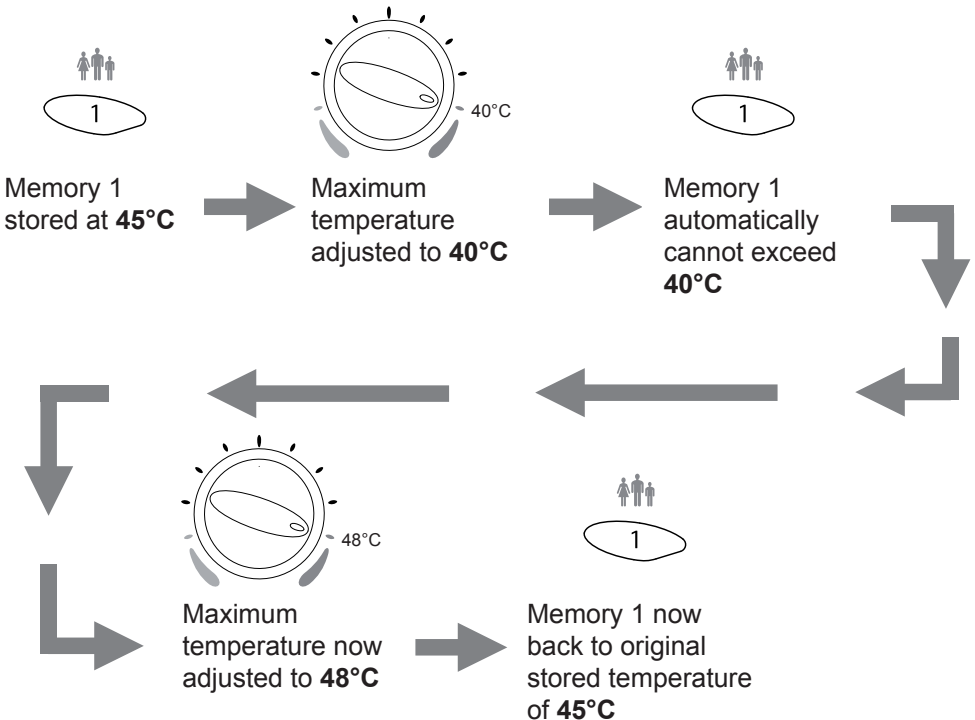 1
Memory 1
stored at 45°C
40°C
Maximum
temperature
adjusted to 40°C
1
Memory 1
automatically
cannot exceed
40°C
48°C
Maximum
temperature now
adjusted to 48°C
1
Memory 1 now
back to original
stored temperature
of 45°C